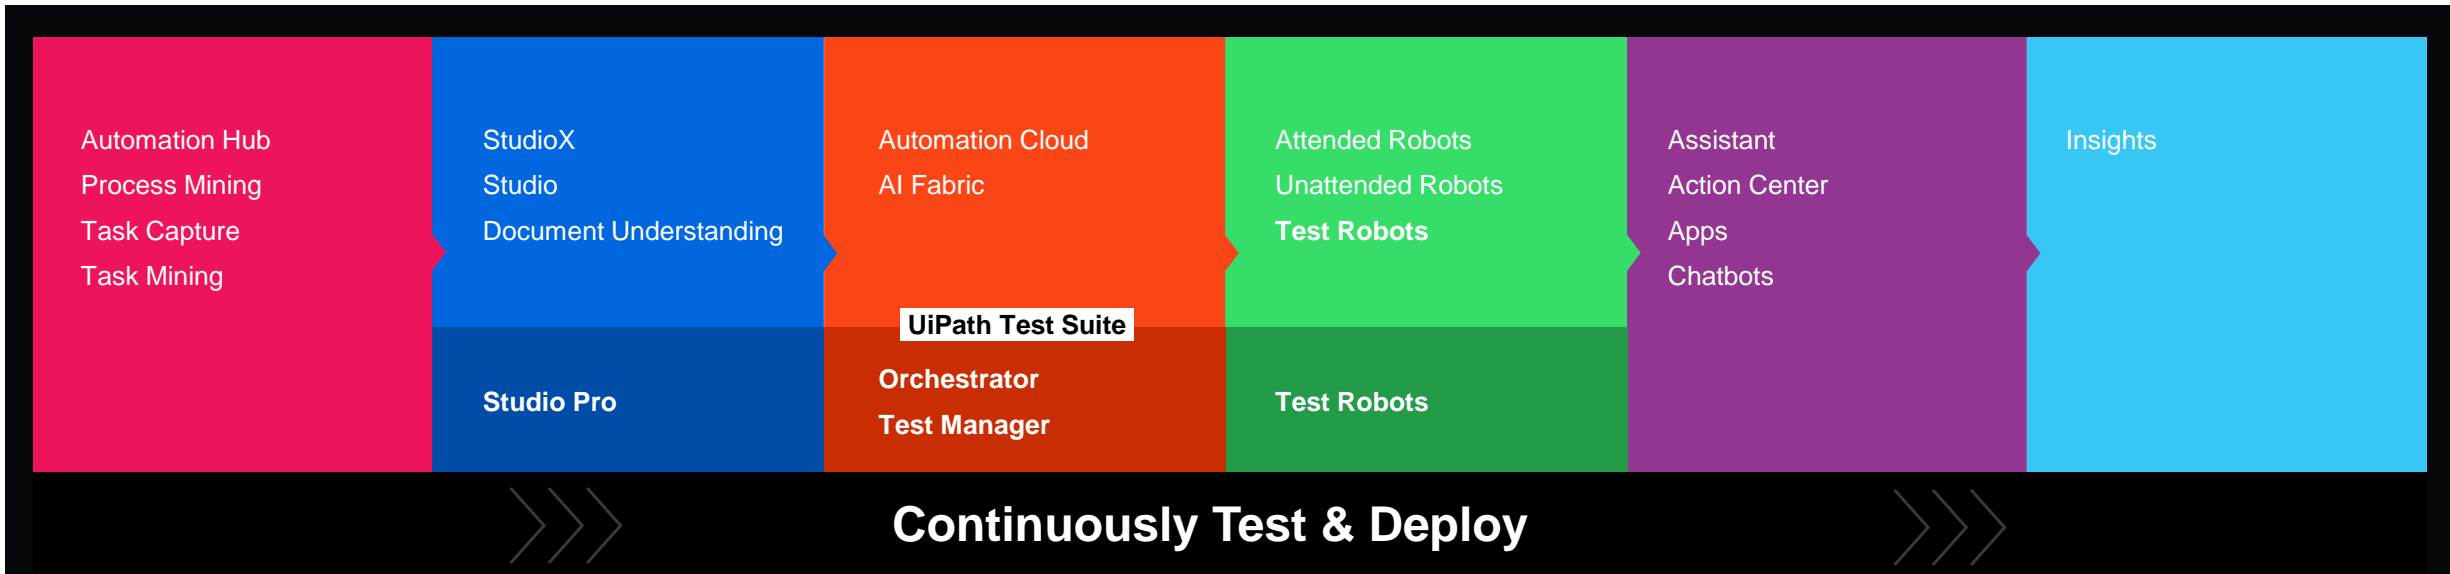 Automation Hub
Process Mining
Task Capture
Task Mining
StudioX
Studio
Document Understanding
Studio Pro
Automation Cloud
AI Fabric
UiPath Test Suite
Orchestrator
Test Manager
Attended Robots
Unattended Robots
Test Robots
Test Robots
Assistant
Action Center
Apps
Chatbots
Insights
Continuously Test & Deploy